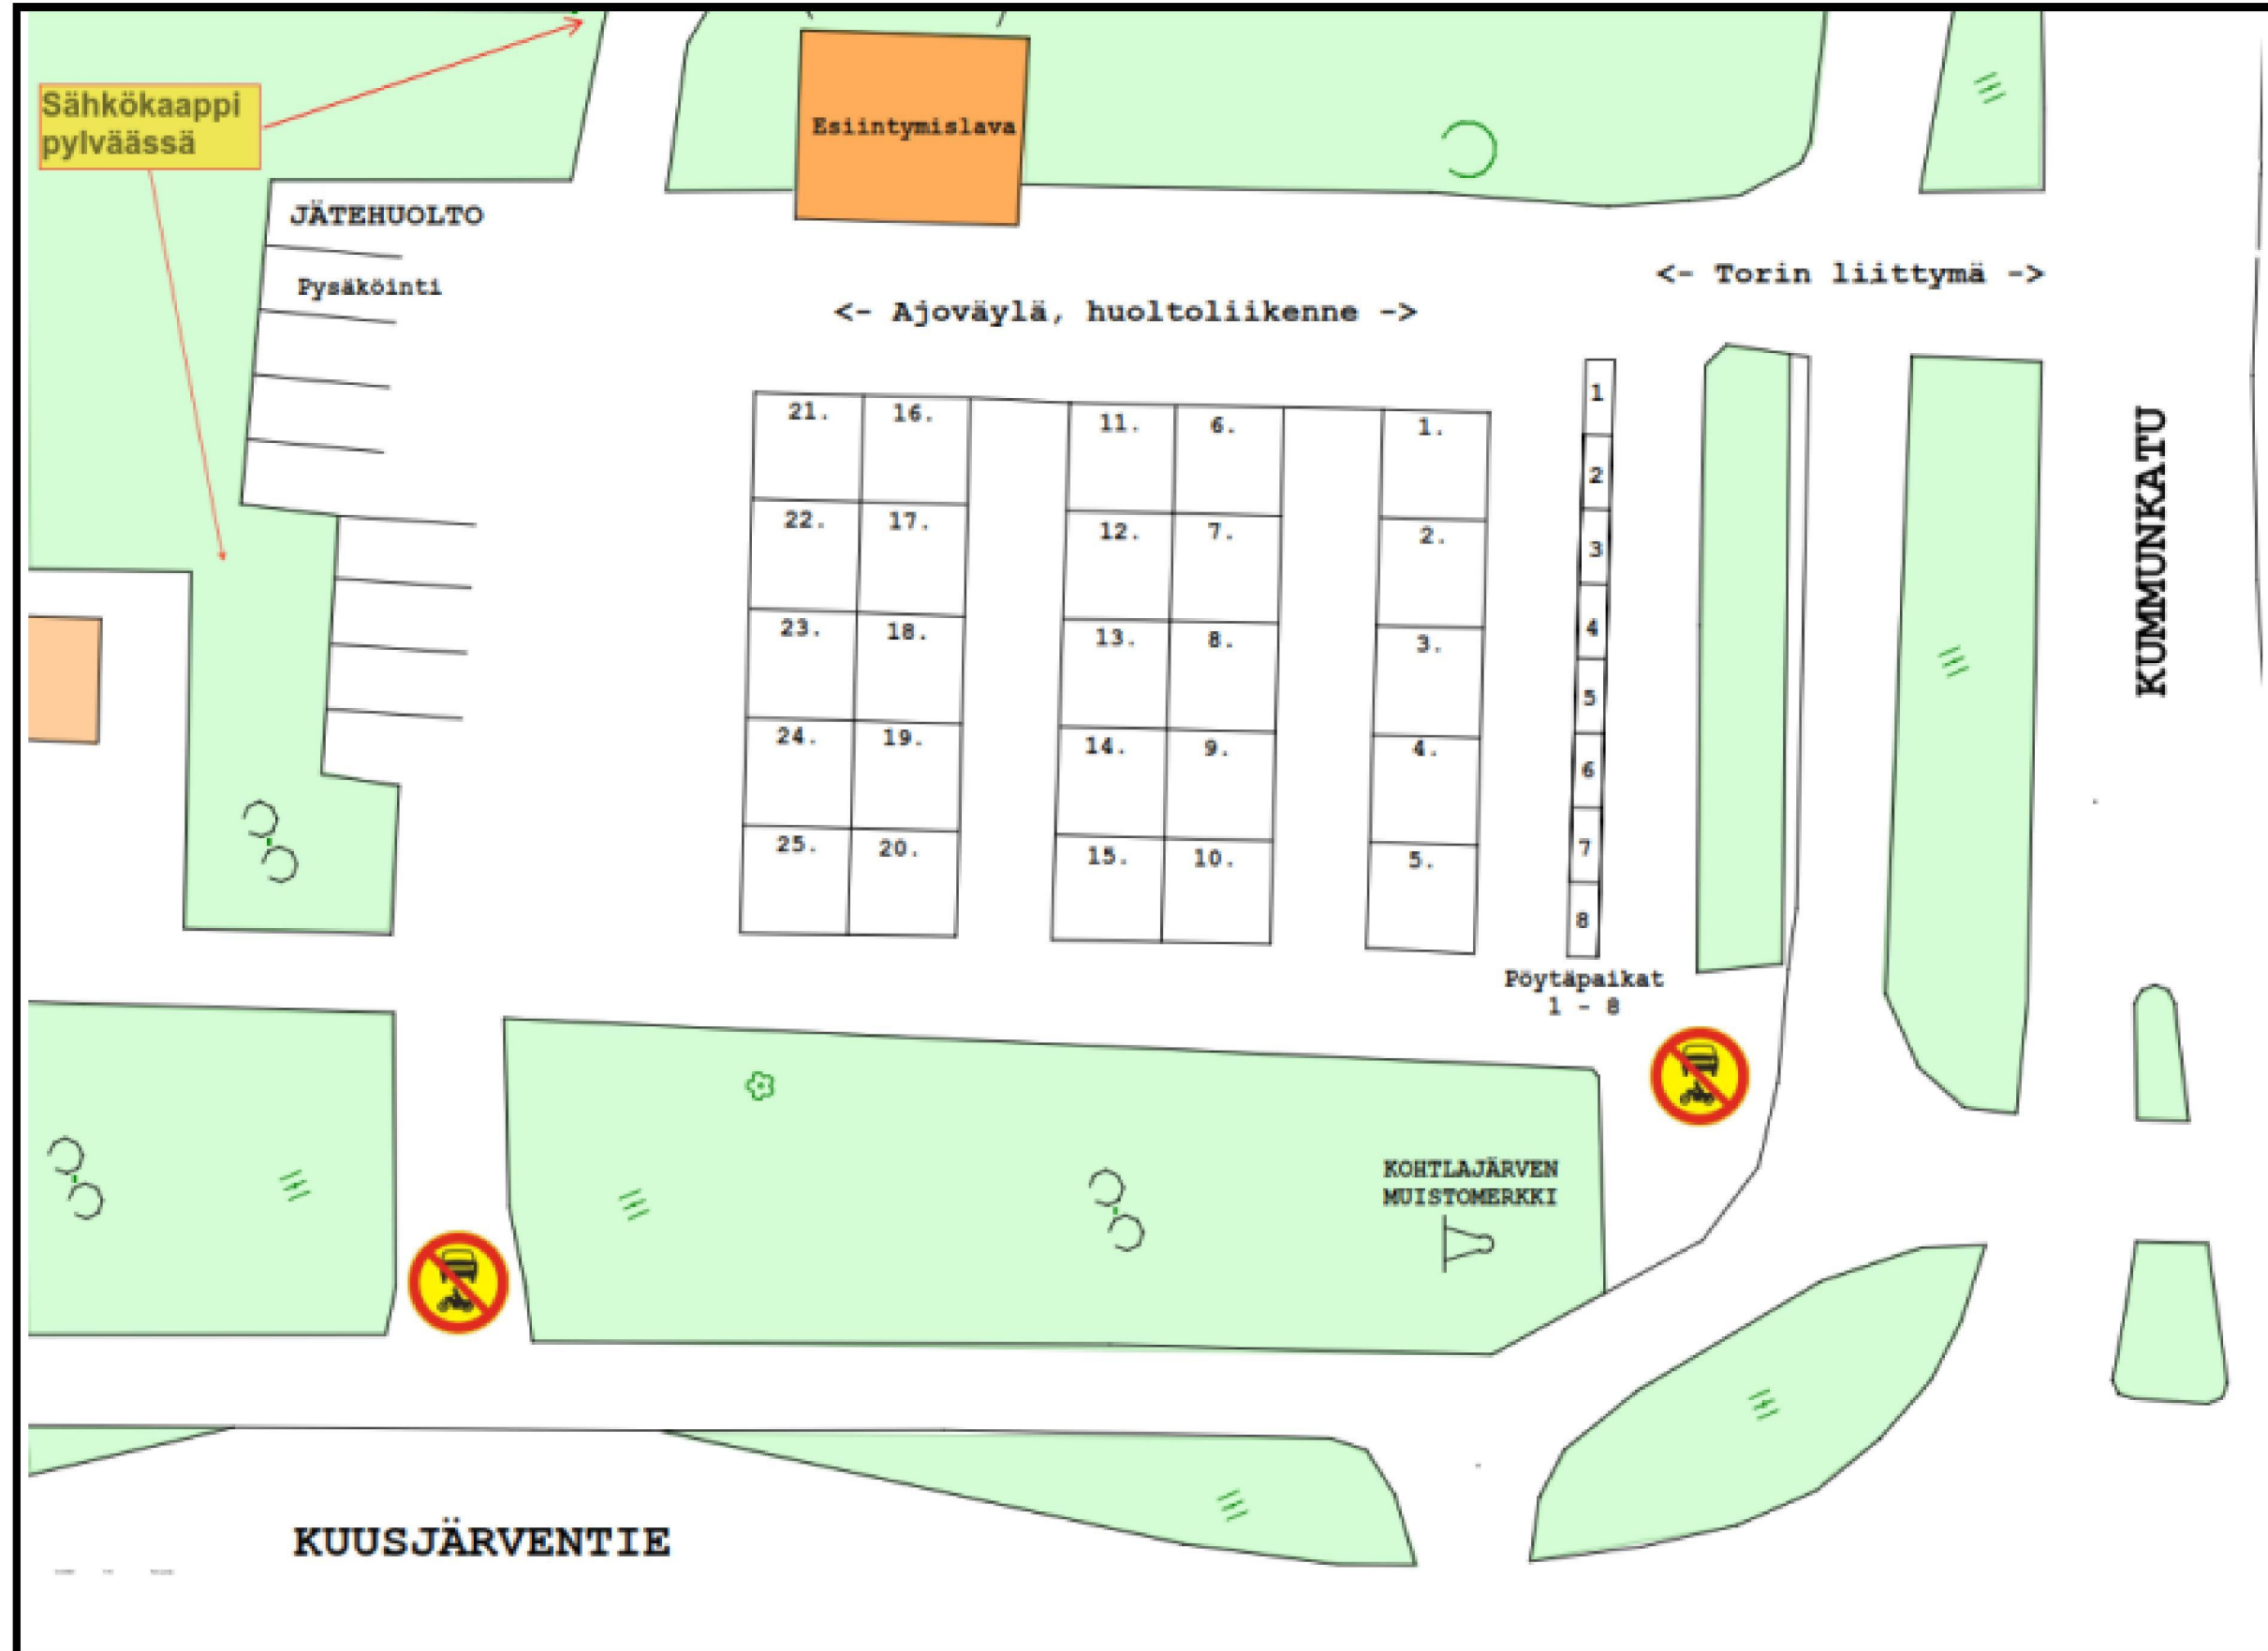 Sähkökaappi
pylväässä
Esiintymislava
JÄTEHUOLTO
Pysäköinti
<- Torin liittymä ->
<- Ajoväylä, huoltoliikenne ->
21. 16. 11. 6. 1.
22. 17. 12. 7. 2.
23. 18. 13. 8. 3.
24. 19. 14. 9. 4.
25. 20. 15. 10. 5.
1
2
3
4
5
6
7
8
Pöytäpaikat
1 - 8
KUMMUNKATU
KOHTLAJÄRVEN
MUISTOMERKKI
KUUSJÄRVENTIE